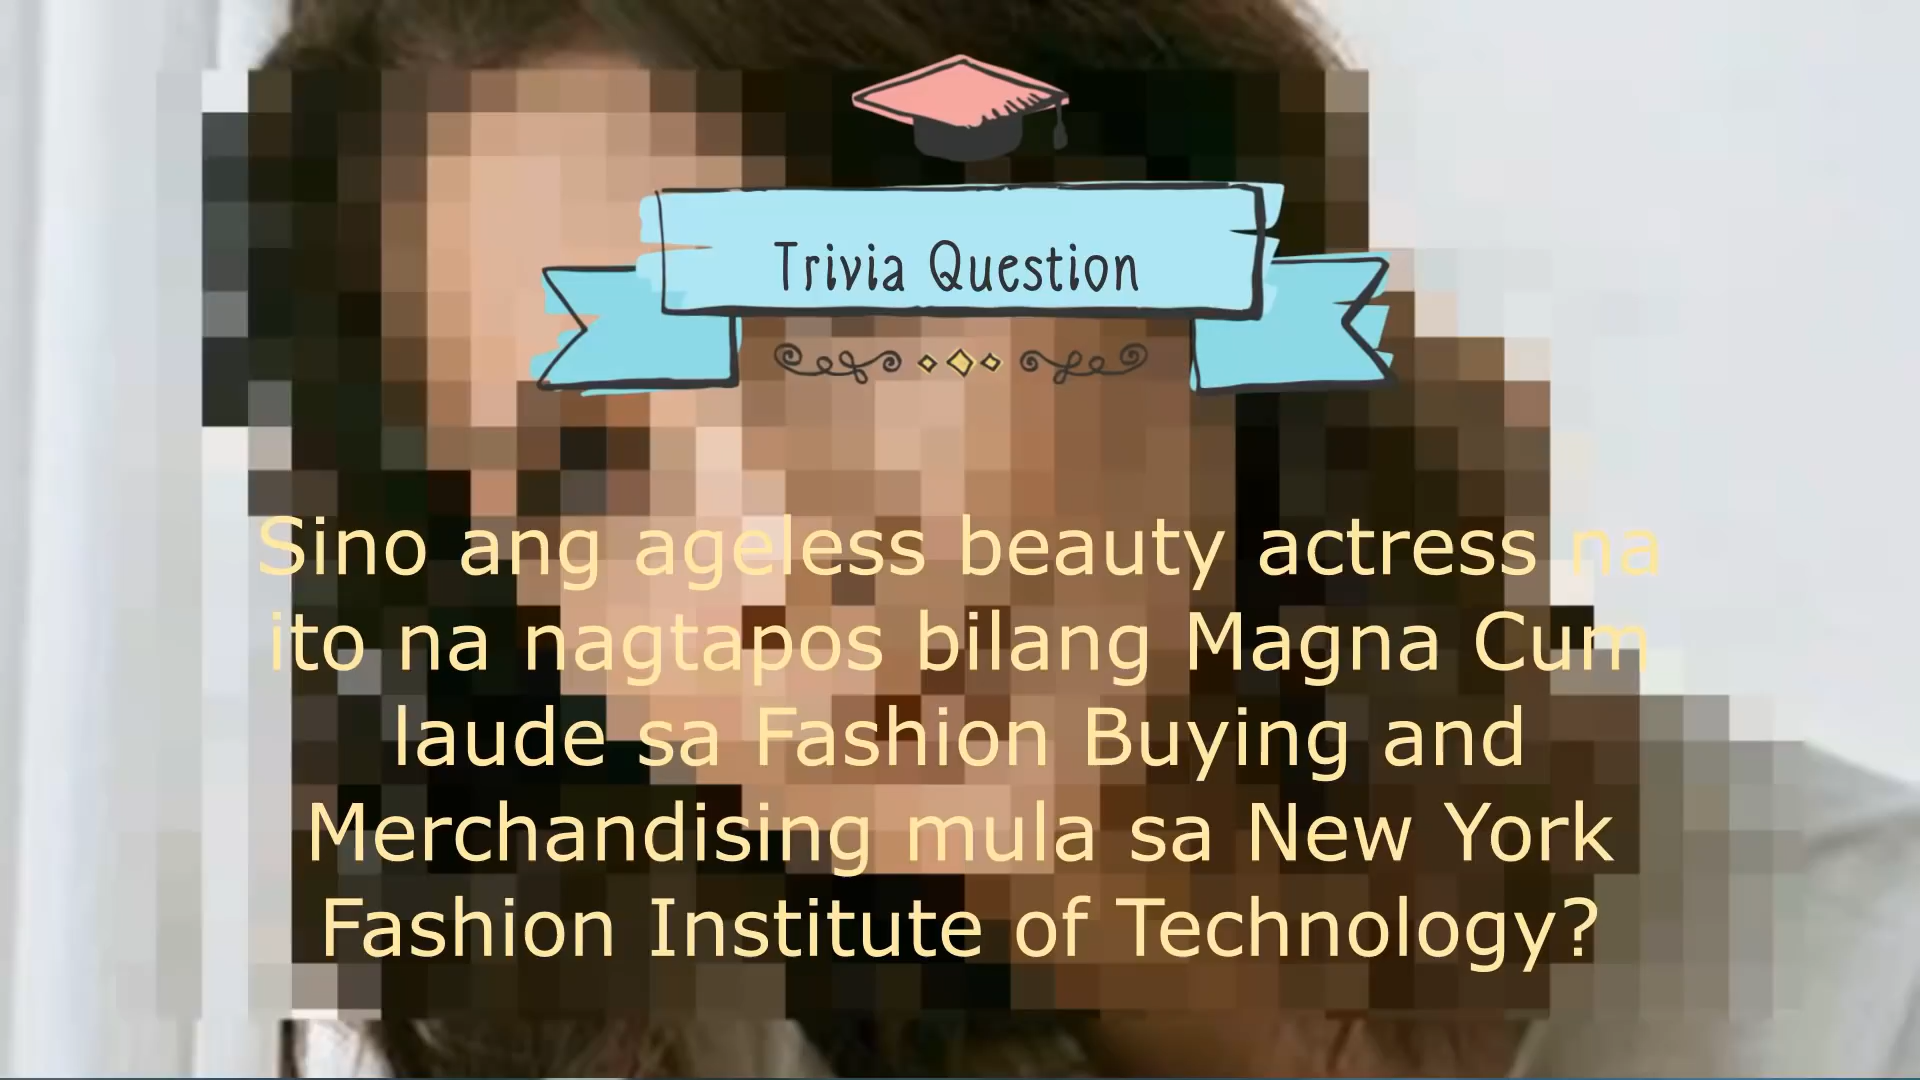 Trivia Question
Sino ang ageless beauty actress na
ito na nagtapos bilang Magna Cum
laude sa Fashion Buying and
Merchandising mula sa New York
Fashion Institute of Technology?